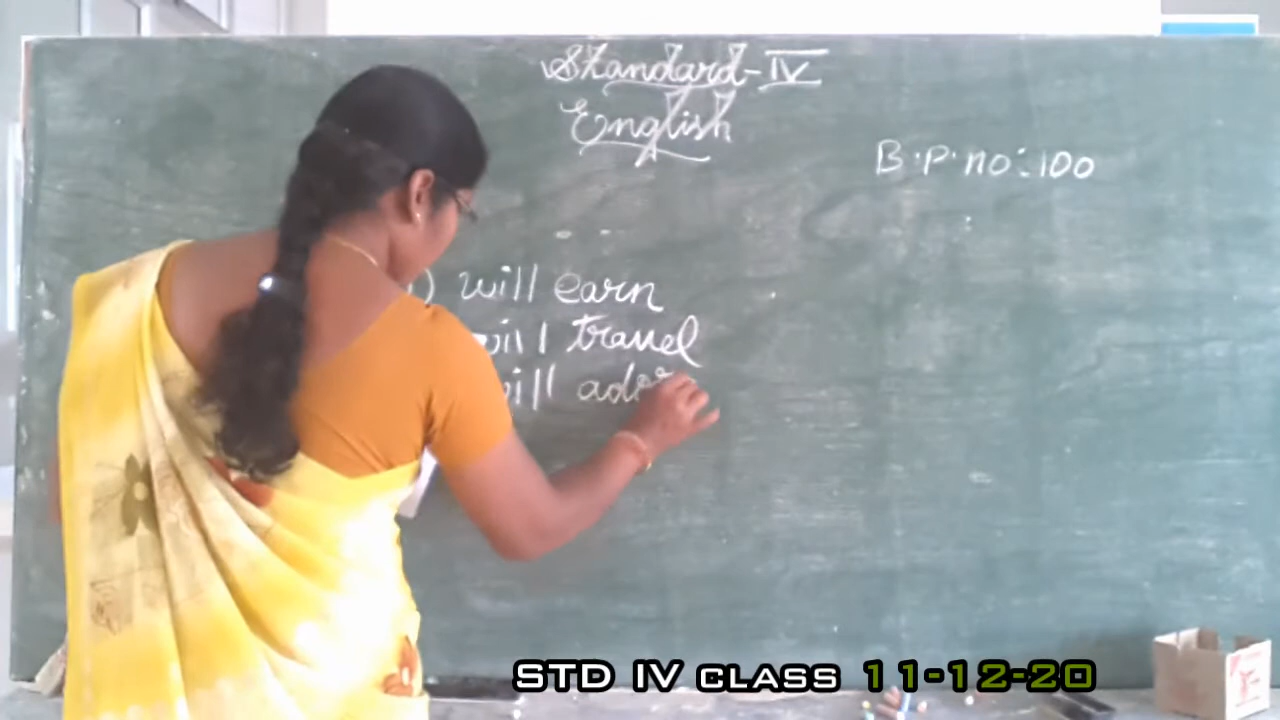 Standard-IV
English
B.P. no:100
) will earn
will travel
will
STD IV CLASS 11-12-20